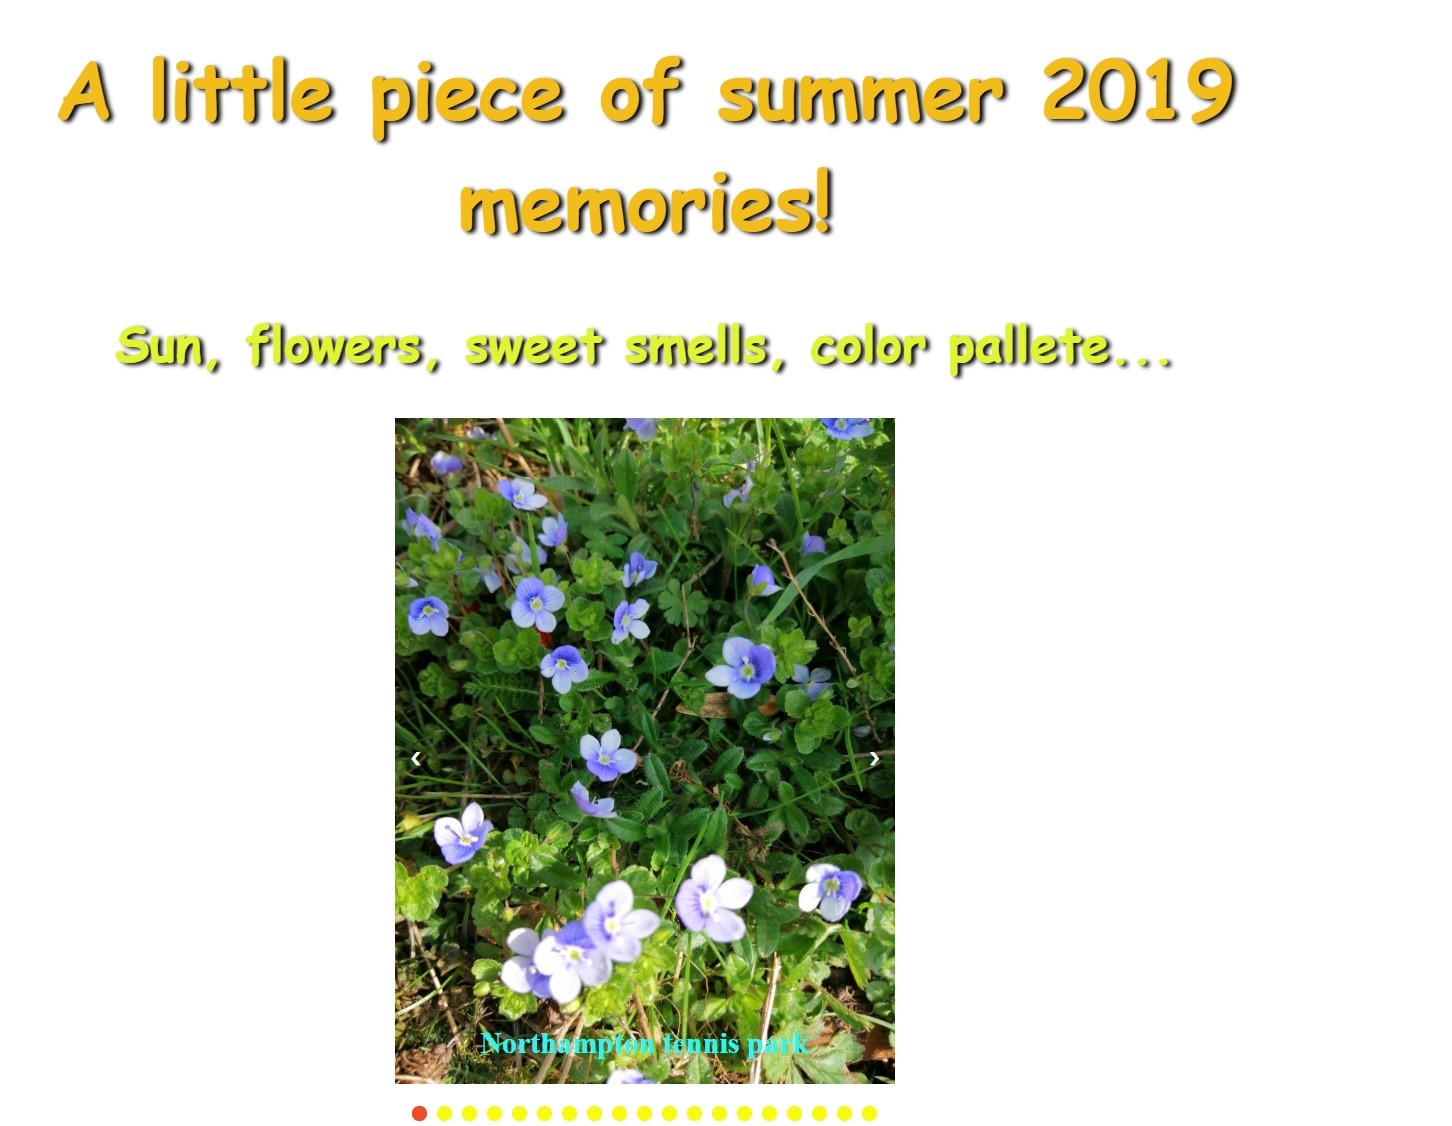 A little piece of summer 2019
memories!
Sun, flowers, sweet smells, color pallete...
Northampton tennis park